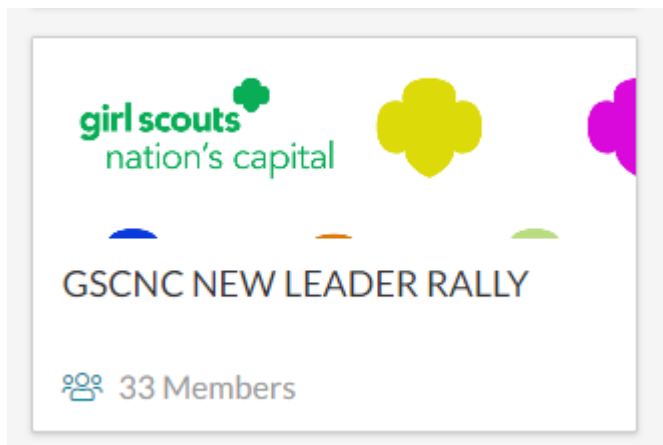 girl scouts
nation's capital
GSCNC NEW LEADER RALLY
33 Members